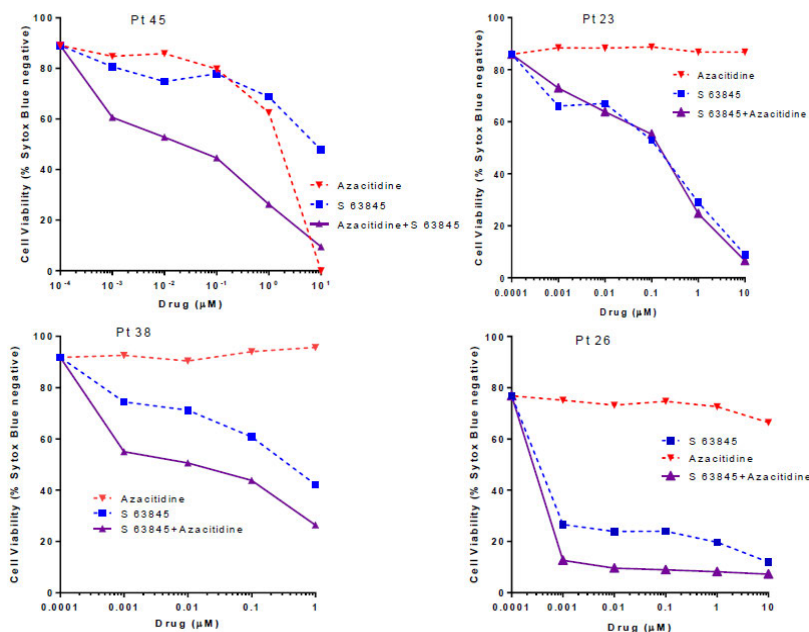 Pt 45
Cell Viability (% Sytox Blue negative)
100
80
60
40
20
0
Azacitidine
S 63845
Azacitidine+S 63845
10⁻⁴ 10⁻³ 10⁻² 10⁻¹ 10⁰ 10¹
Drug (µM)
Pt 23
Cell Viability (% Sytox Blue negative)
100
80
60
40
20
0
Azacitidine
S 63845
S 63845+Azacitidine
0.0001 0.001 0.01 0.1 1 10
Drug (µM)
Pt 38
Cell Viability (% Sytox Blue negative)
100
80
60
40
20
0
Azacitidine
S 63845
S 63845+Azacitidine
0.0001 0.001 0.01 0.1 1
Drug (µM)
Pt 26
Cell Viability (% Sytox Blue negative)
100
80
60
40
20
0
S 63845
Azacitidine
S 63845+Azacitidine
0.0001 0.001 0.01 0.1 1 10
Drug (µM)